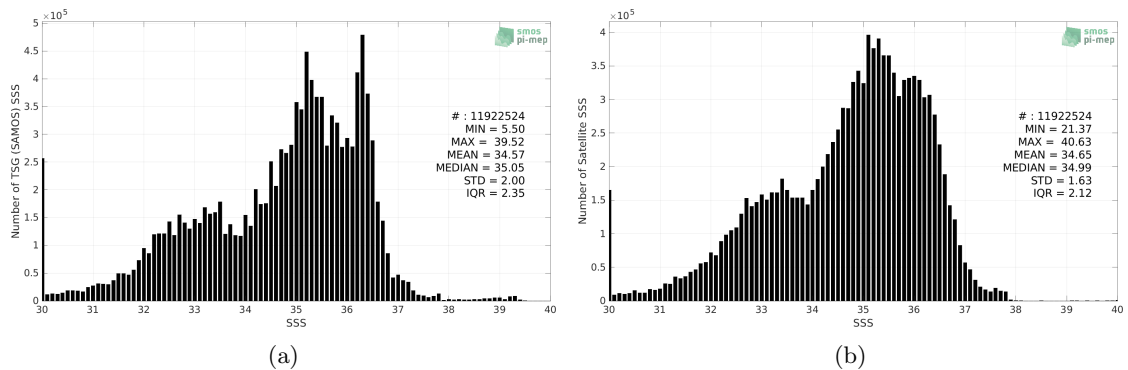 ×10^5
5
4.5
4
3.5
3
2.5
2
1.5
1
0.5
0
Number of TSG (SAMOS) SSS
smos
pi-mep
# : 11922524
MIN = 5.50
MAX = 39.52
MEAN = 34.57
MEDIAN = 35.05
STD = 2.00
IQR = 2.35
30 31 32 33 34 35 36 37 38 39 40
SSS
(a)
×10^5
4
3.5
3
2.5
2
1.5
1
0.5
0
Number of Satellite SSS
smos
pi-mep
# : 11922524
MIN = 21.37
MAX = 40.63
MEAN = 34.65
MEDIAN = 34.99
STD = 1.63
IQR = 2.12
30 31 32 33 34 35 36 37 38 39 40
SSS
(b)